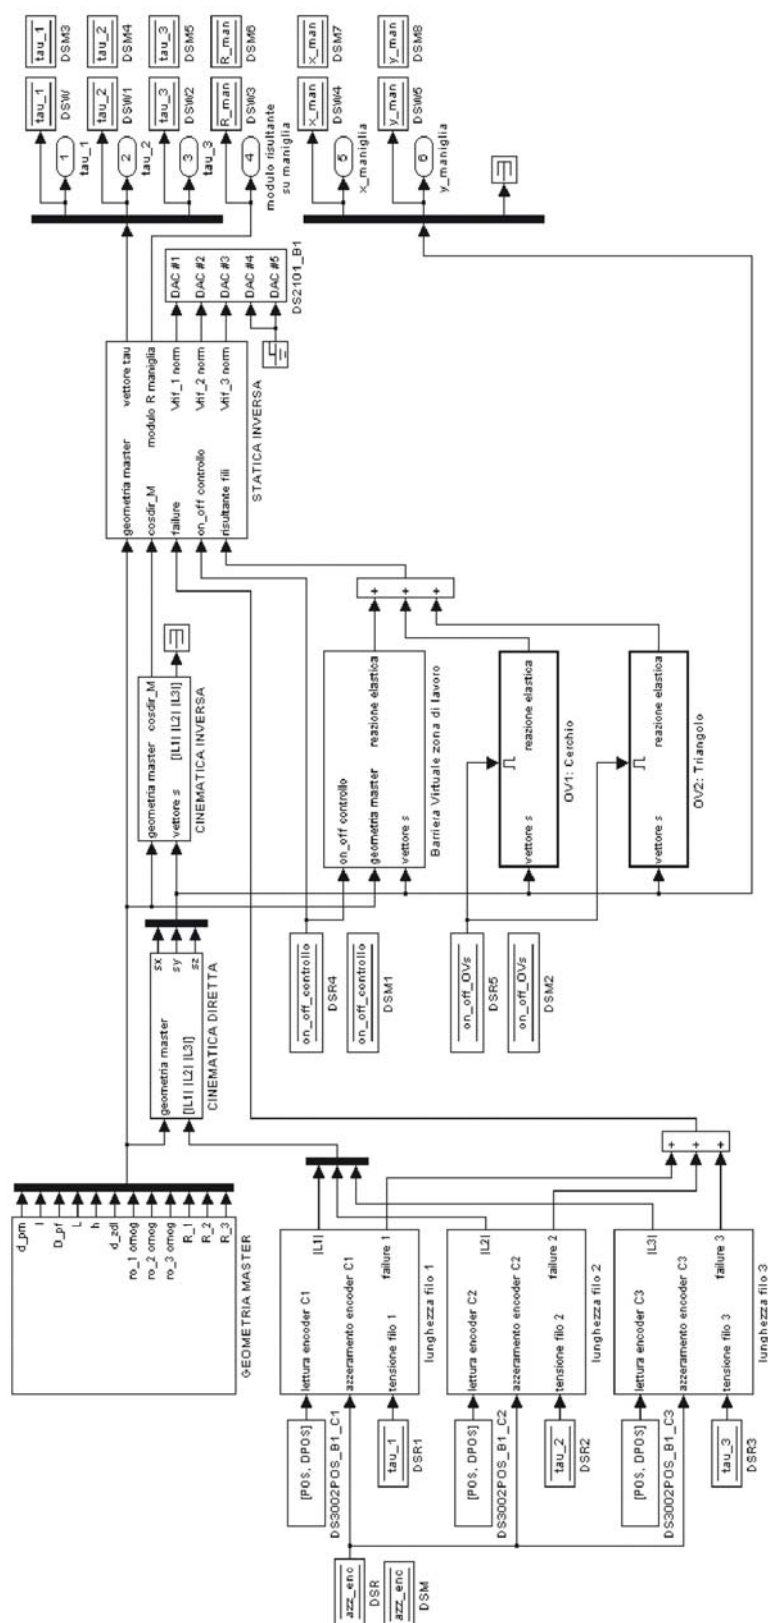 d_prn
l
D_pf
L
h
d_zdl
ro_1 omog
ro_2 omog
ro_3 omog
R_1
R_2
R_3
GEOMETRIA MASTER
azz_enc
DSR
azz_enc
DSM
[POS, DPOS]
DS3002POS_B1_C1
tau_1
DSR1
lettura encoder C1
azzeramento encoder C1
tensione filo 1
|L1|
failure 1
lunghezza filo 1
[POS, DPOS]
DS3002POS_B1_C2
tau_2
DSR2
lettura encoder C2
azzeramento encoder C2
tensione filo 2
|L2|
failure 2
lunghezza filo 2
[POS, DPOS]
DS3002POS_B1_C3
tau_3
DSR3
lettura encoder C3
azzeramento encoder C3
tensione filo 3
|L3|
failure 3
lunghezza filo 3
+
+
+
geometria master
[|L1| |L2| |L3|]
sx
sy
sz
CINEMATICA DIRETTA
on_off_controllo
DSR4
on_off_controllo
DSM1
on_off_OVs
DSR5
on_off_OVs
DSM2
geometria master
cosdir_M
vettore s
[|L1| |L2| |L3|]
CINEMATICA INVERSA
on_off controllo
geometria master
vettore s
reazione elastica
Barriera Virtuale zona di lavoro
vettore s
reazione elastica
OV1: Cerchio
vettore s
reazione elastica
OV2: Triangolo
+
+
+
geometria master
cosdir_M
failure
on_off controllo
risultante fili
vettore tau
modulo R maniglia
Vrif_1 norm
Vrif_2 norm
Vrif_3 norm
STATICA INVERSA
DAC #1
DAC #2
DAC #3
DAC #4
DAC #5
DS2101_B1
tau_1
DSW
tau_1
DSM3
1
tau_1
tau_2
DSW1
tau_2
DSM4
2
tau_2
tau_3
DSW2
tau_3
DSM5
3
tau_3
R_man
DSW3
R_man
DSM6
4
modulo risultante
su maniglia
x_man
DSW4
x_man
DSM7
5
x_maniglia
y_man
DSW5
y_man
DSM8
6
y_maniglia